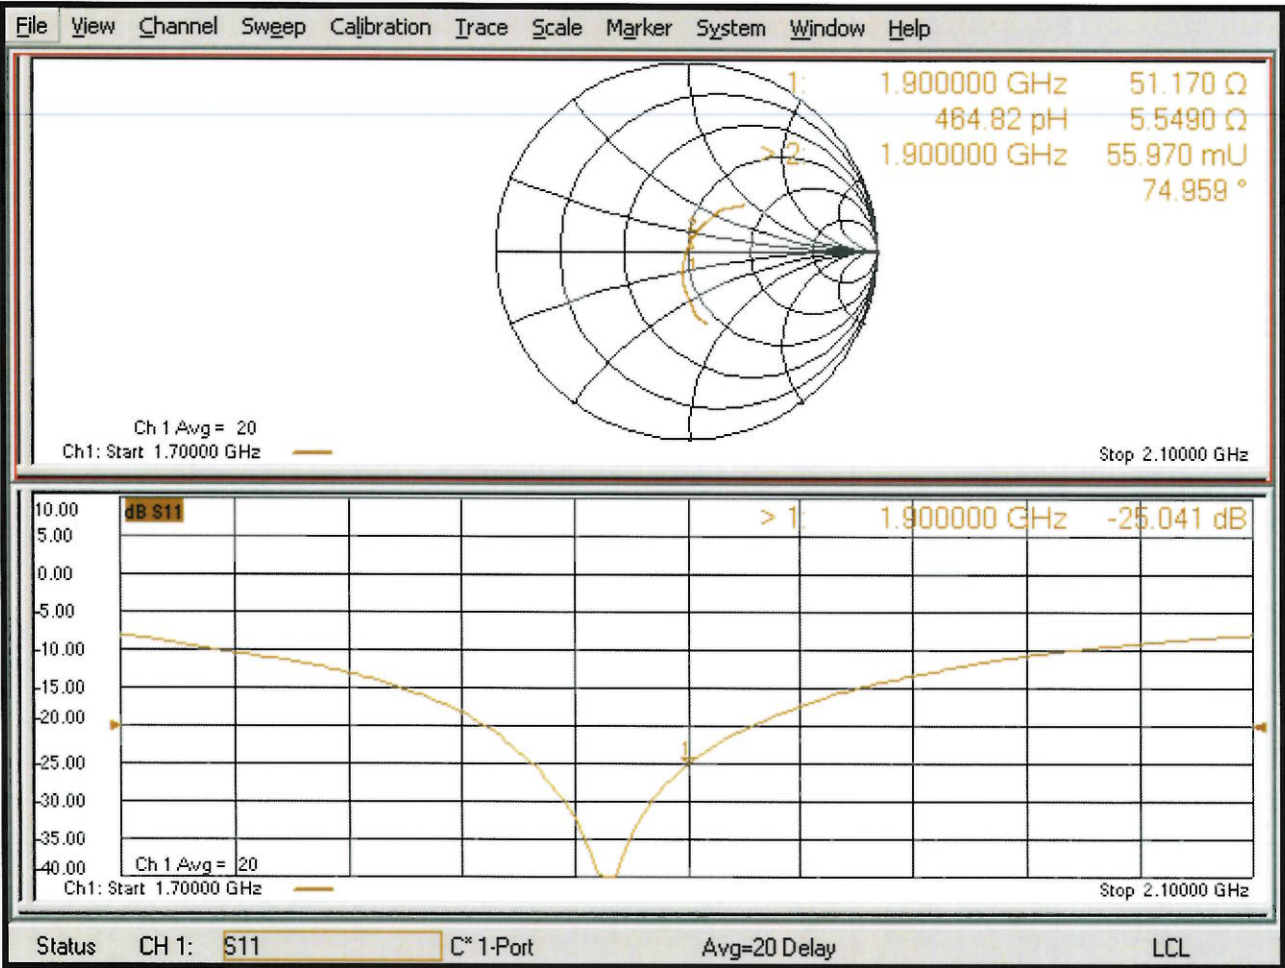 File View Channel Sweep Calibration Trace Scale Marker System Window Help
1: 1.900000 GHz 51.170 Ω
464.82 pH 5.5490 Ω
> 2: 1.900000 GHz 55.970 mU
74.959 °
2
1
Ch 1 Avg = 20
Ch1: Start 1.70000 GHz
Stop 2.10000 GHz
dB S11
> 1: 1.900000 GHz -25.041 dB
10.00
5.00
0.00
-5.00
-10.00
-15.00
-20.00
-25.00
-30.00
-35.00
-40.00
1
Ch 1 Avg = 20
Ch1: Start 1.70000 GHz
Stop 2.10000 GHz
Status CH 1: S11 C* 1-Port Avg=20 Delay LCL